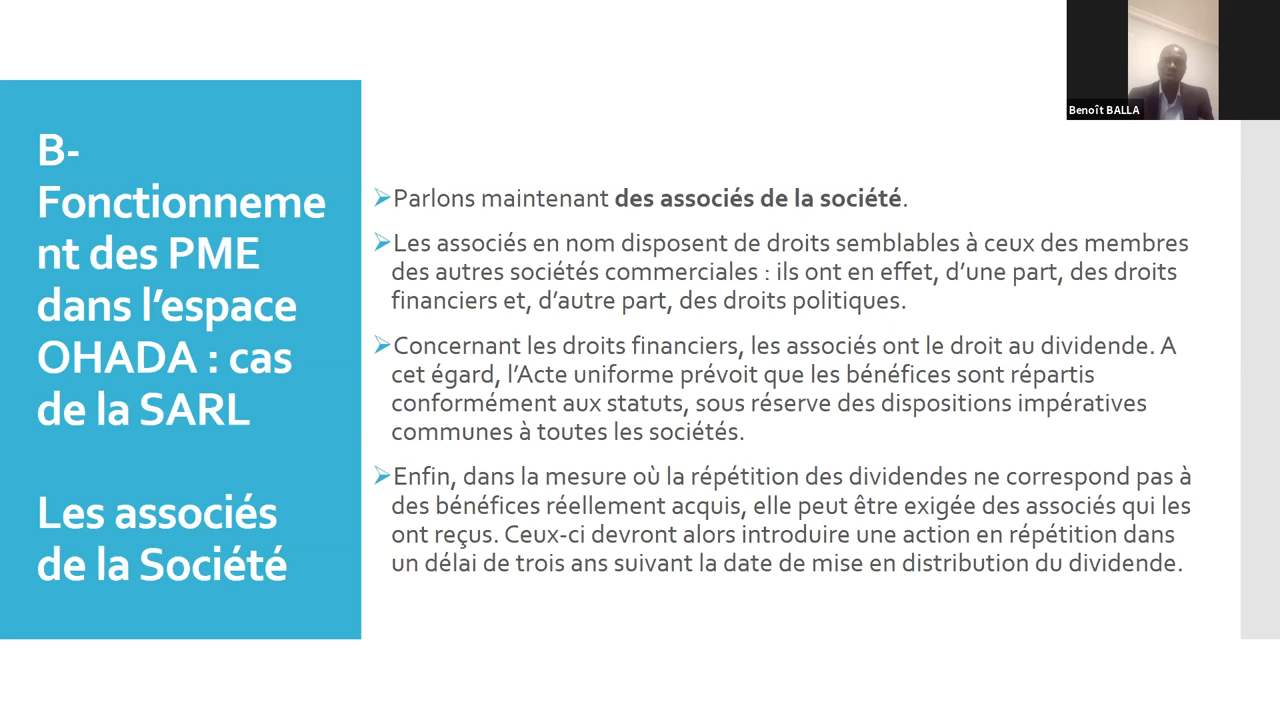 Benoît BALLA
B-
Fonctionneme
nt des PME
dans l’espace
OHADA : cas
de la SARL
Les associés
de la Société
Parlons maintenant des associés de la société.
Les associés en nom disposent de droits semblables à ceux des membres
des autres sociétés commerciales : ils ont en effet, d’une part, des droits
financiers et, d’autre part, des droits politiques.
Concernant les droits financiers, les associés ont le droit au dividende. A
cet égard, l’Acte uniforme prévoit que les bénéfices sont répartis
conformément aux statuts, sous réserve des dispositions impératives
communes à toutes les sociétés.
Enfin, dans la mesure où la répétition des dividendes ne correspond pas à
des bénéfices réellement acquis, elle peut être exigée des associés qui les
ont reçus. Ceux-ci devront alors introduire une action en répétition dans
un délai de trois ans suivant la date de mise en distribution du dividende.